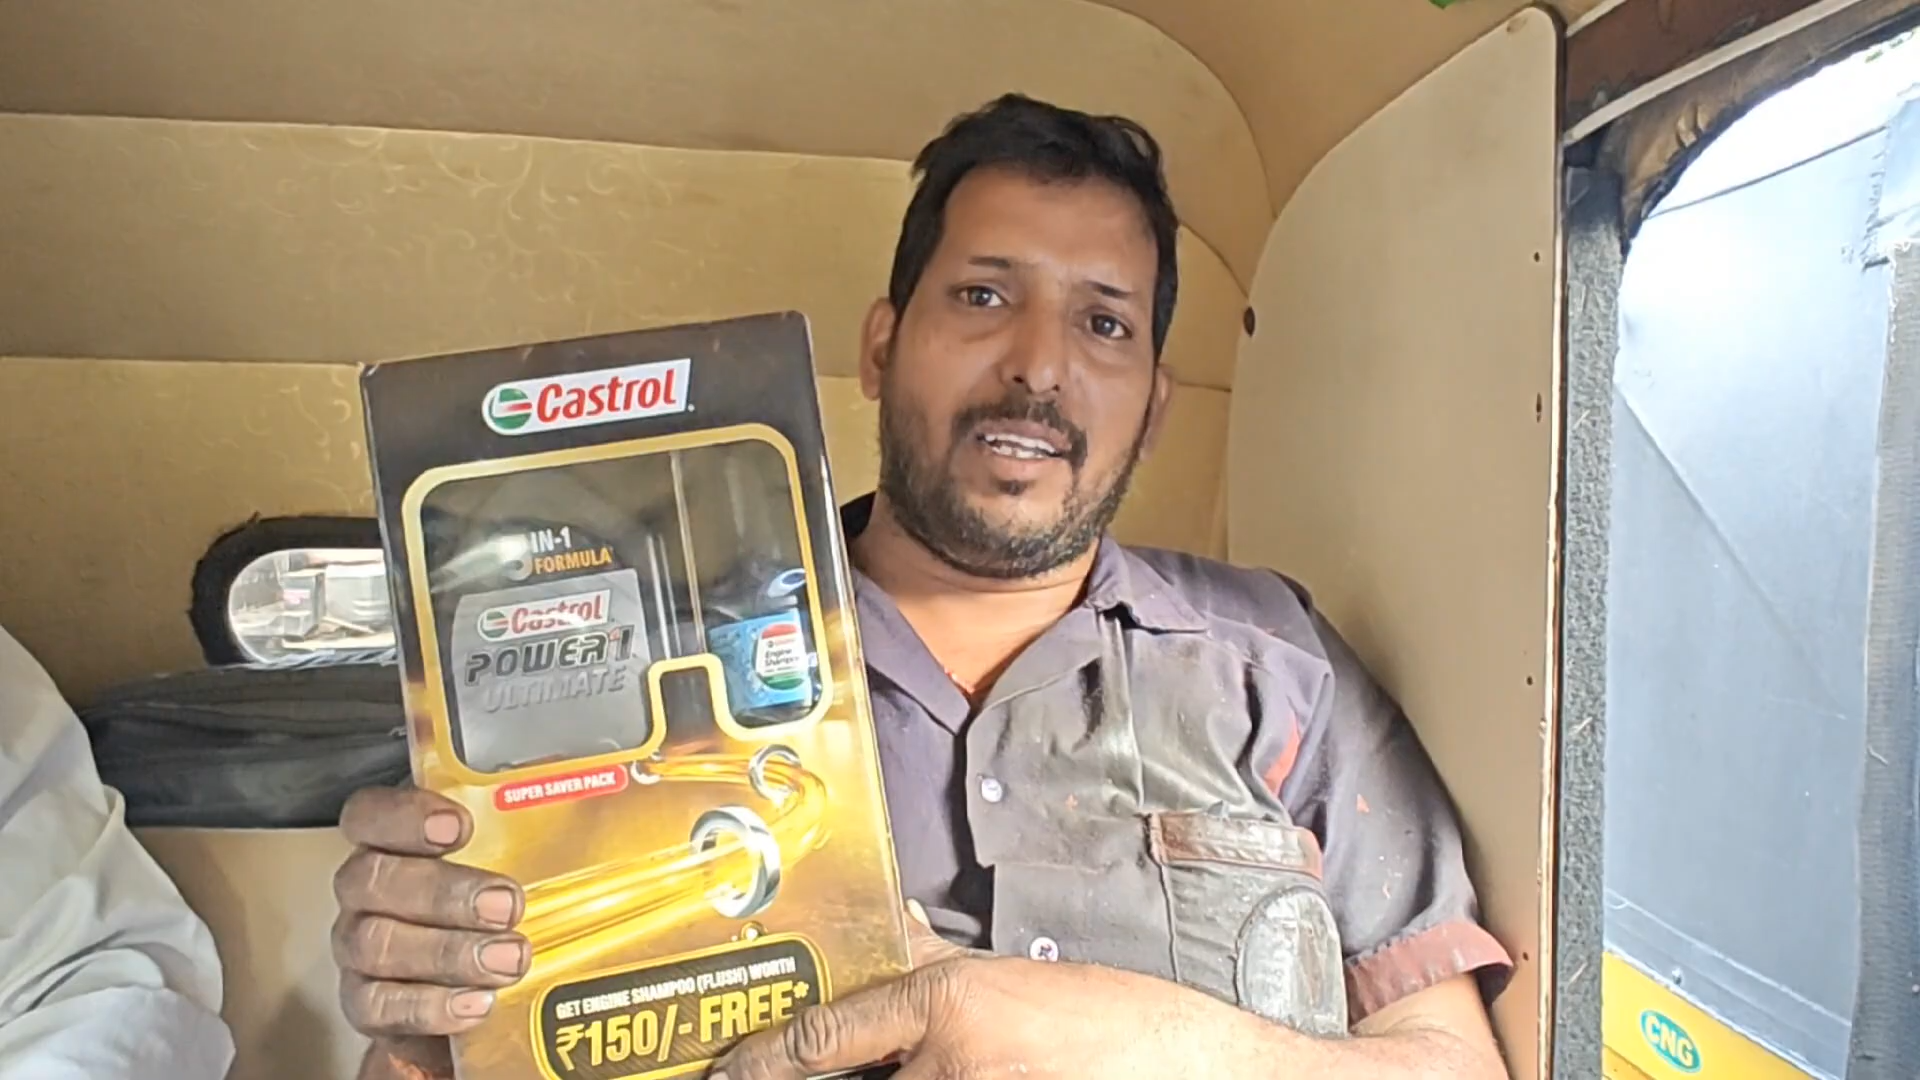 Castrol
IN-1
FORMULA
Castrol
POWER1
ULTIMATE
Engine
Shampoo
SUPER SAVER PACK
GET ENGINE SHAMPOO (FLUSH) WORTH
₹150/- FREE*
CNG